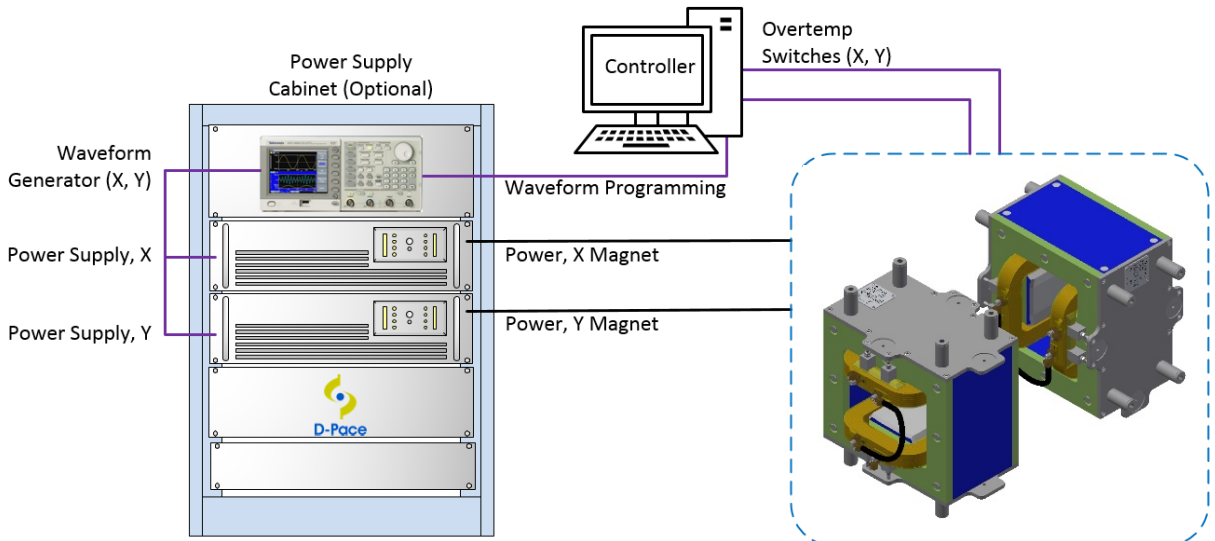 Power Supply
Cabinet (Optional)
Controller
Overtemp
Switches (X, Y)
Waveform
Generator (X, Y)
Waveform Programming
Power Supply, X
Power, X Magnet
Power Supply, Y
Power, Y Magnet
D-Pace